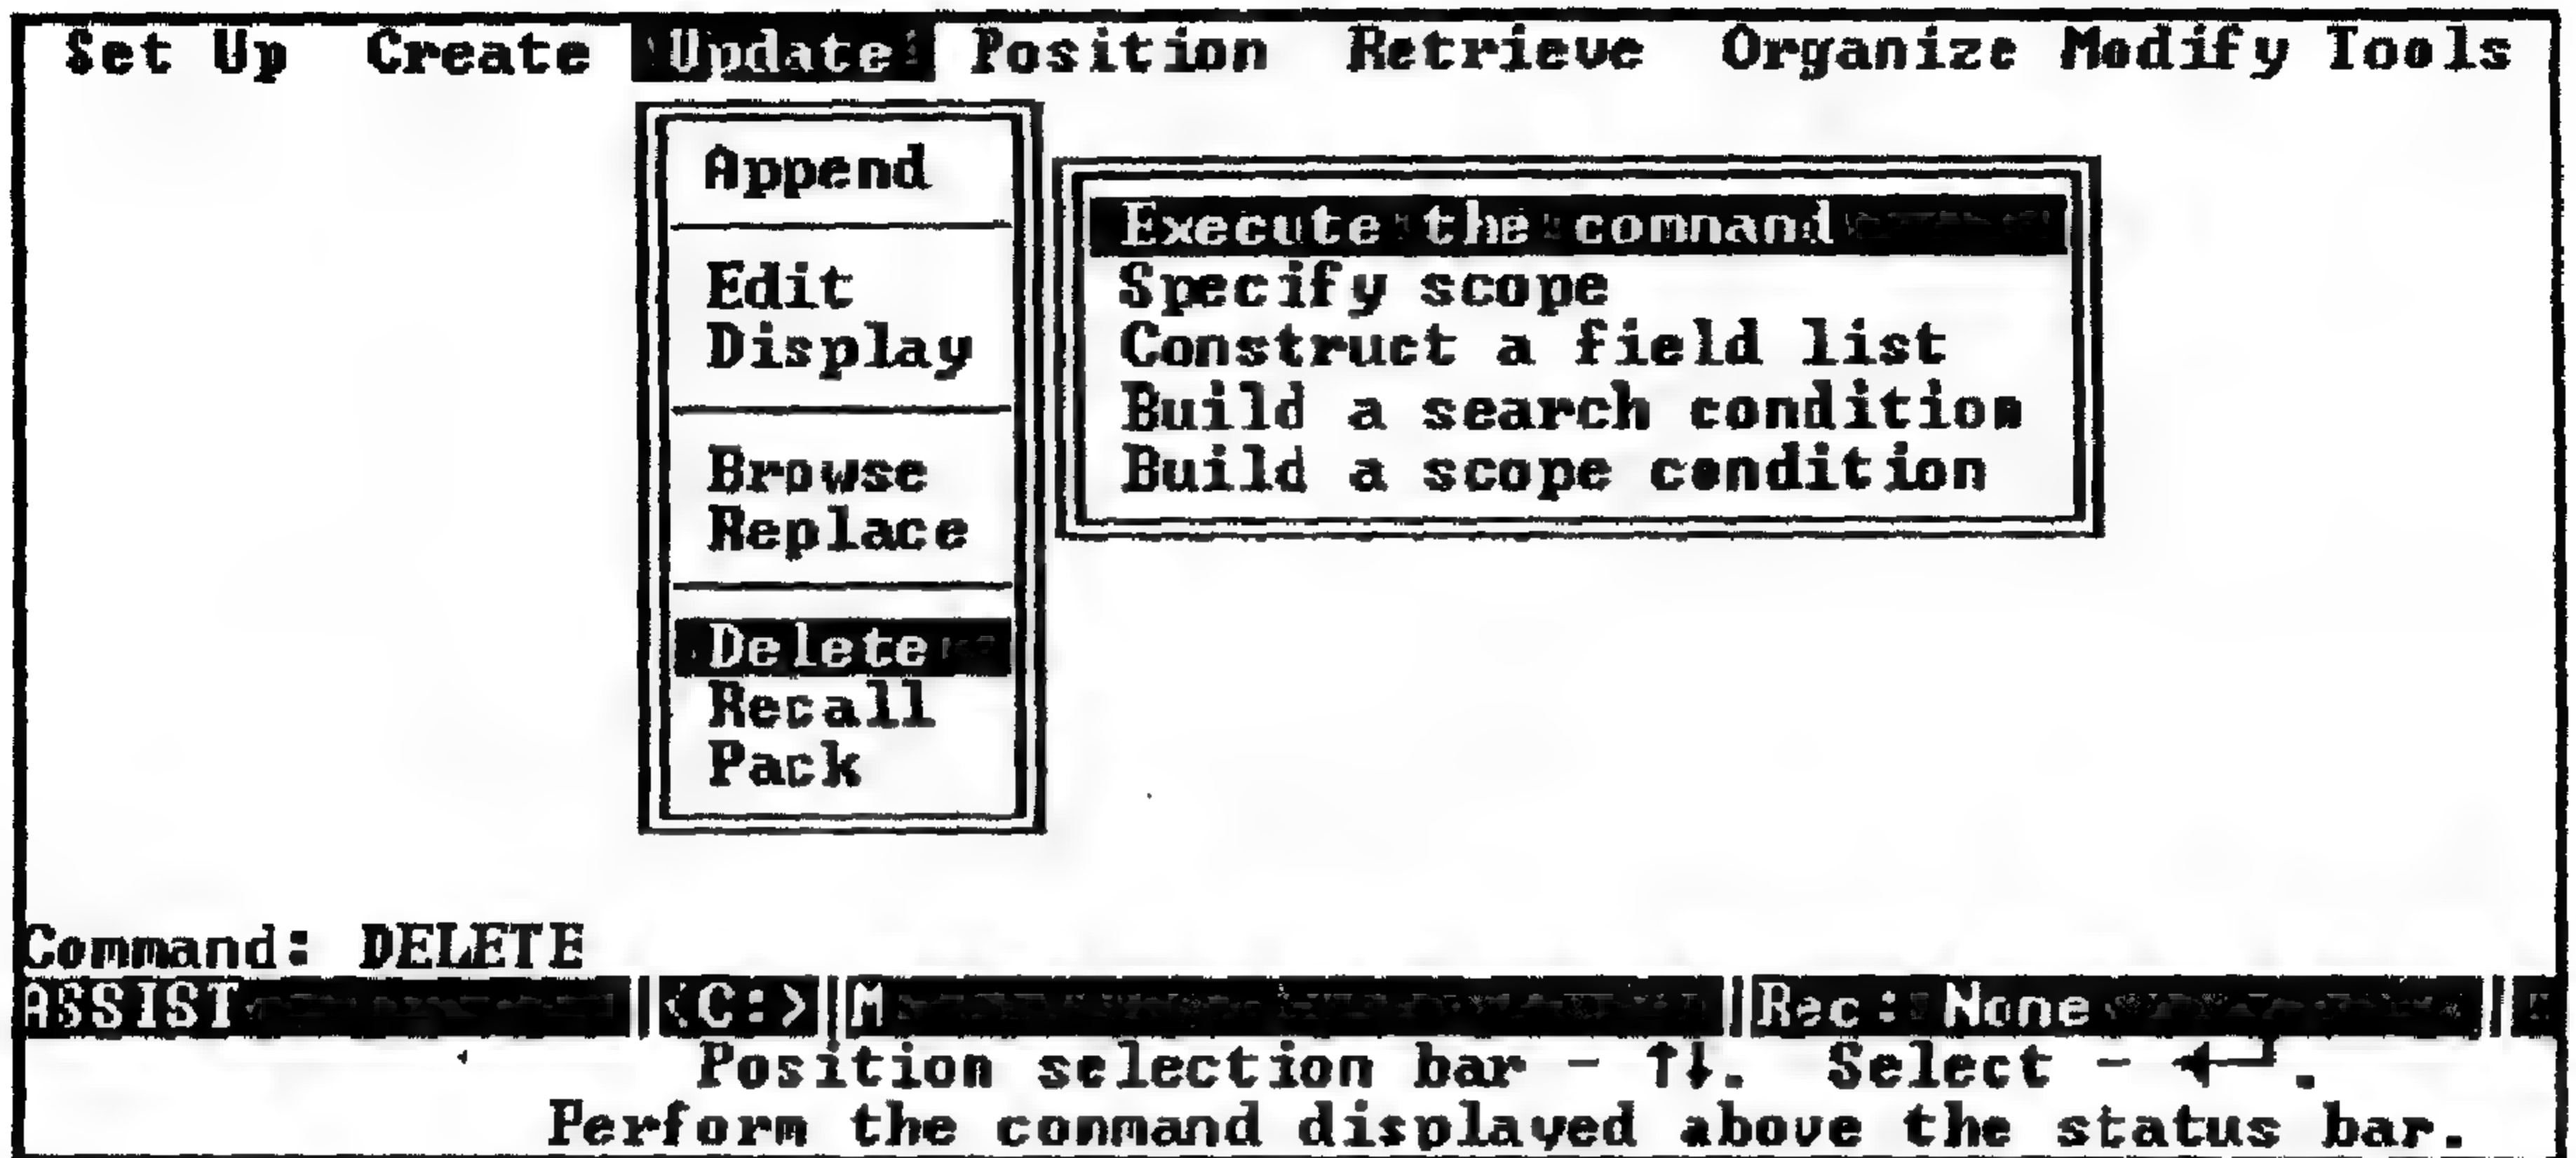 Set Up Create Update Position Retrieve Organize Modify Tools
Append
Edit
Display
Browse
Replace
Delete
Recall
Pack
Execute the command
Specify scope
Construct a field list
Build a search condition
Build a scope condition
Command: DELETE
ASSIST <C:> M Rec: None
Position selection bar - ↑↓. Select - ◄┘.
Perform the command displayed above the status bar.